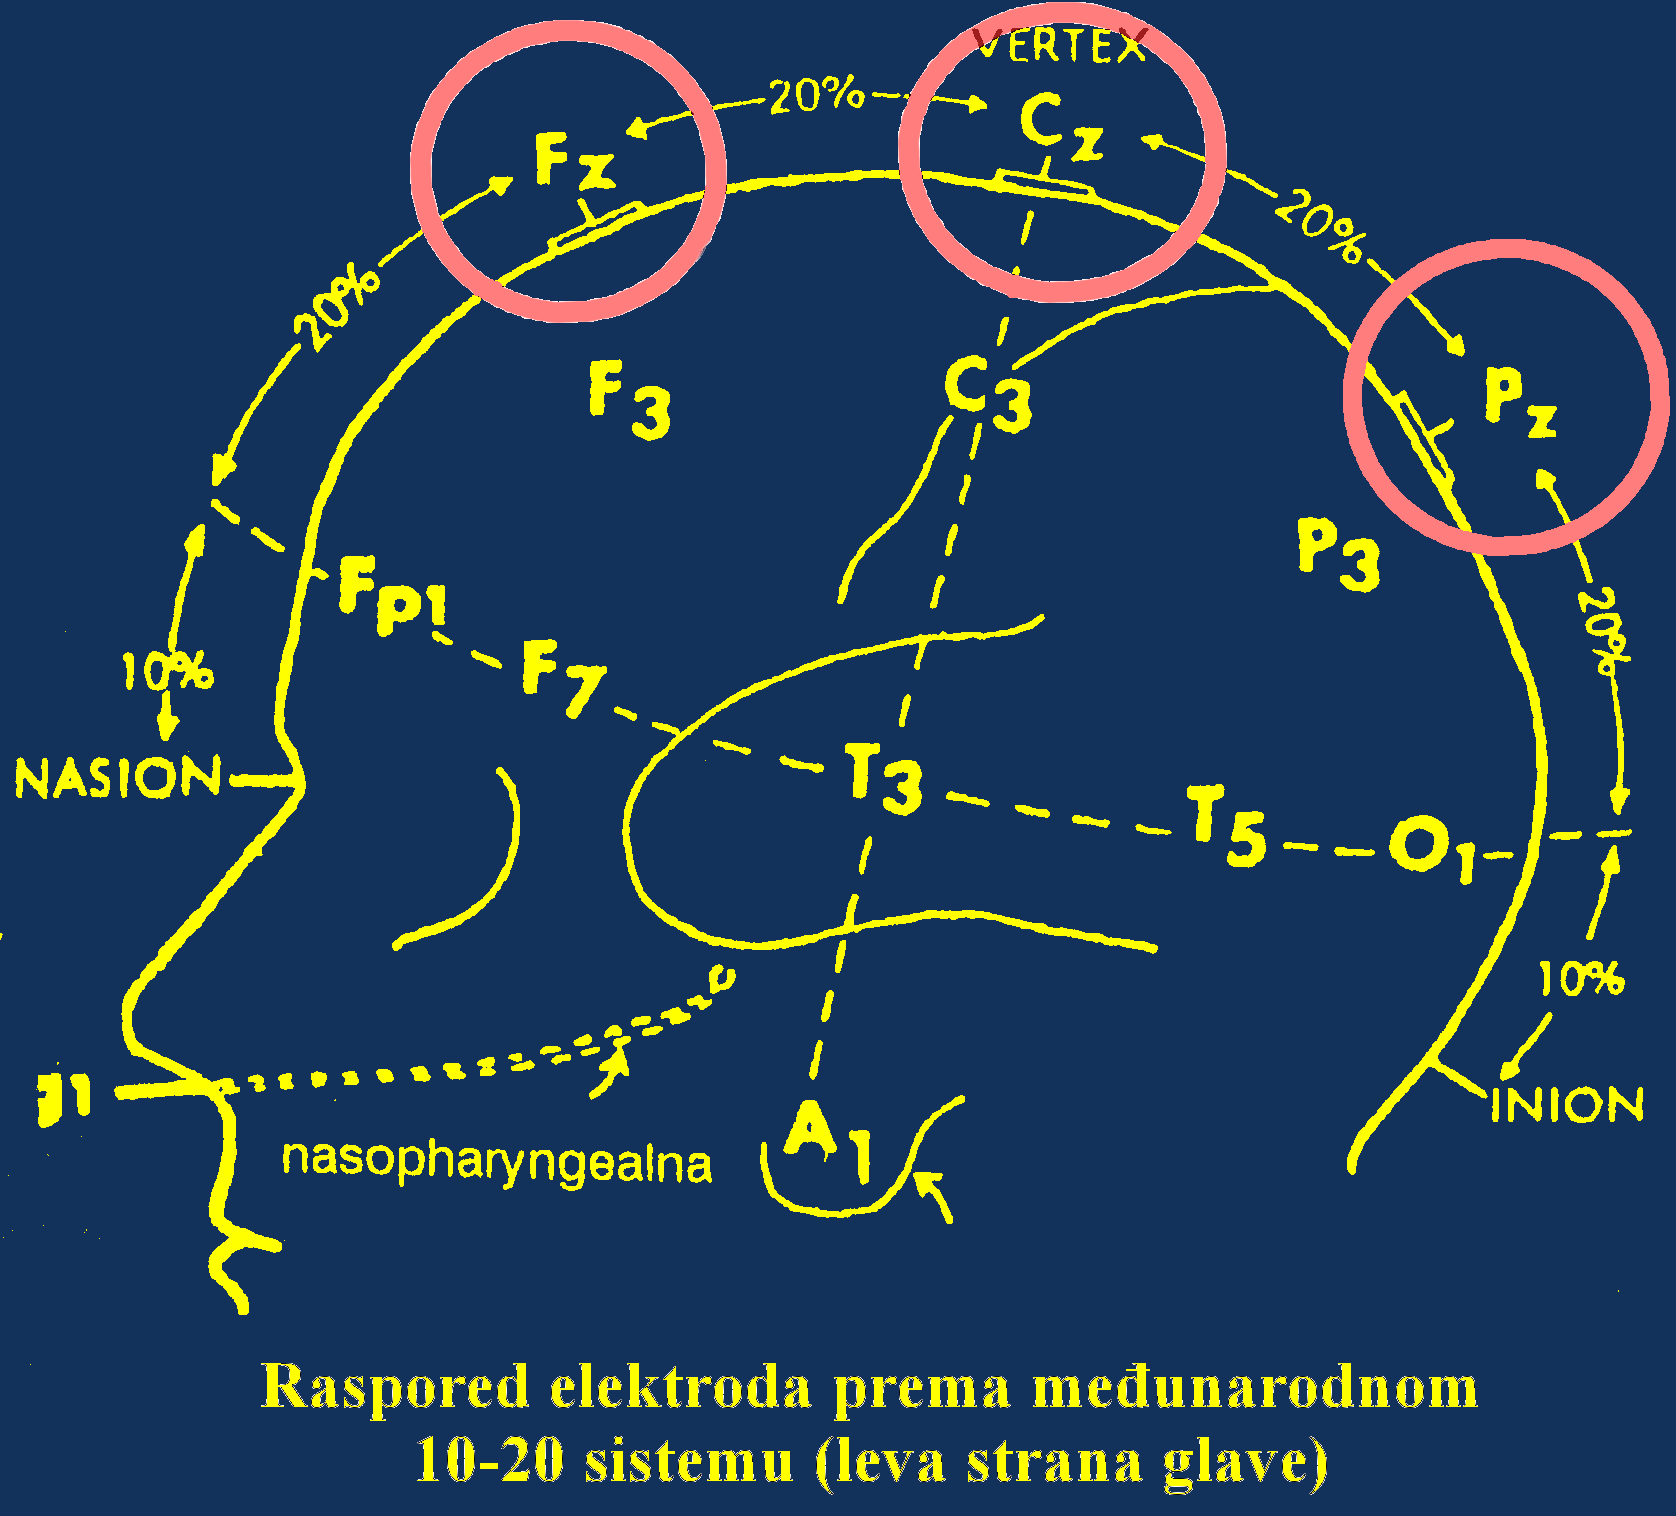 VERTEX
20%
Cz
Fz
20%
20%
Pz
F3
C3
P3
Fp1
20%
F7
10%
NASION
T3
T5
O1
10%
INION
A1
nasopharyngealna
Raspored elektroda prema međunarodnom
10-20 sistemu (leva strana glave)